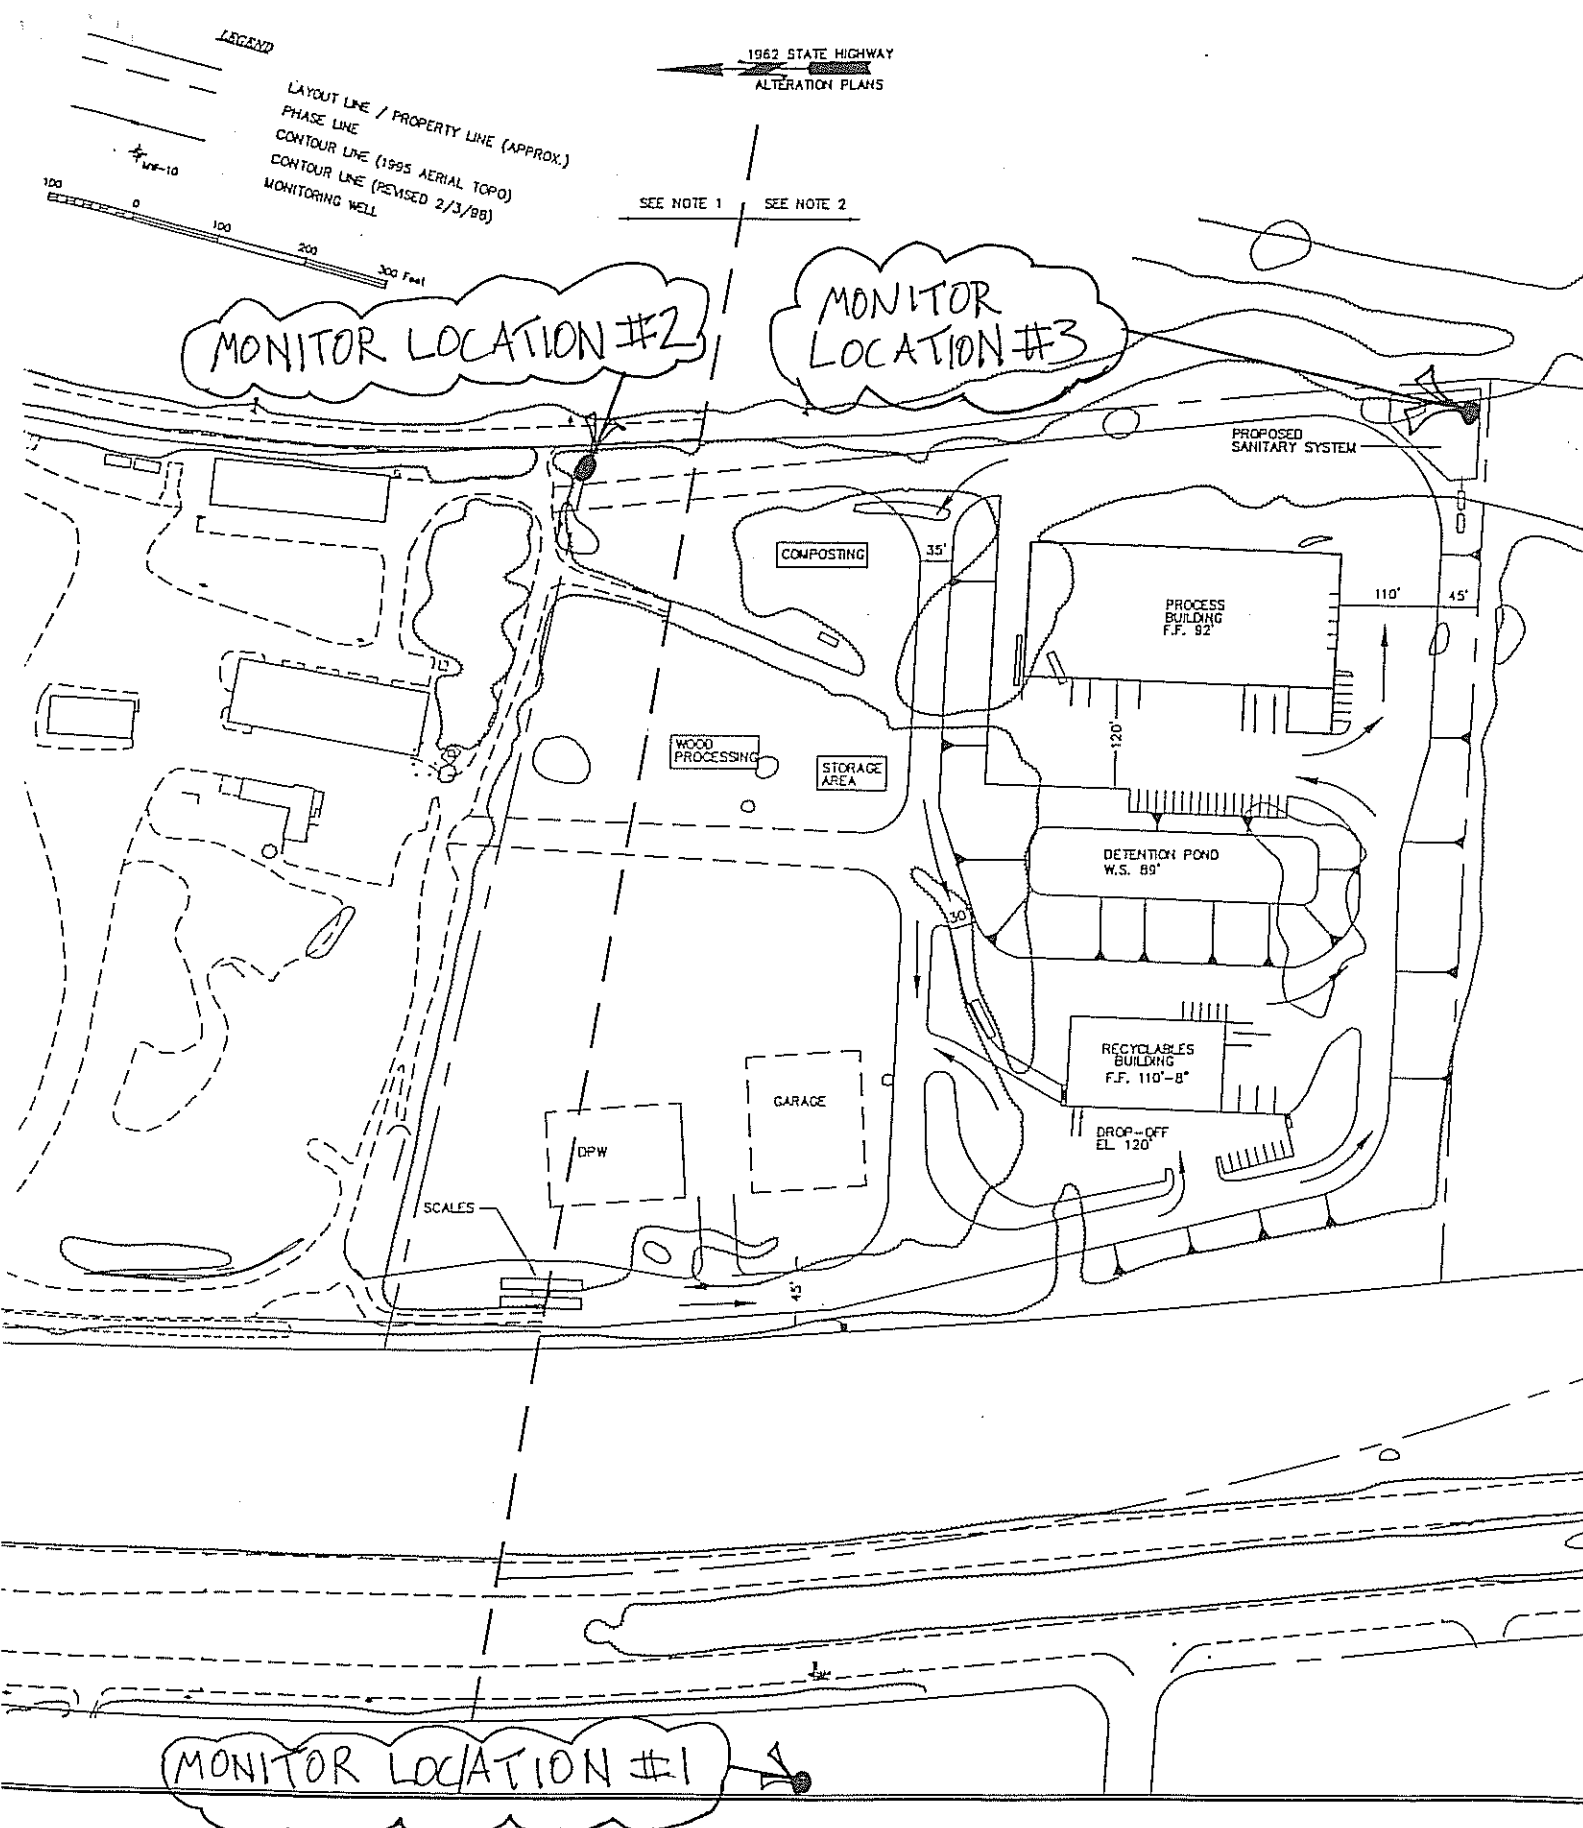 LEGEND
LAYOUT LINE / PROPERTY LINE (APPROX.)
PHASE LINE
CONTOUR LINE (1995 AERIAL TOPO)
CONTOUR LINE (REVISED 2/3/98)
MONITORING WELL
100 0 100 200 300 Feet
1962 STATE HIGHWAY
ALTERATION PLANS
SEE NOTE 1
SEE NOTE 2
MONITOR LOCATION #2
MONITOR
LOCATION #3
PROPOSED
SANITARY SYSTEM
COMPOSTING
35'
PROCESS
BUILDING
F.F. 92'
110'
45'
WOOD
PROCESSING
STORAGE
AREA
120'
DETENTION POND
W.S. 89'
30'
RECYCLABLES
BUILDING
F.F. 110'-8"
GARAGE
DROP-OFF
EL. 120'
DPW
SCALES
45'
MONITOR LOCATION #1